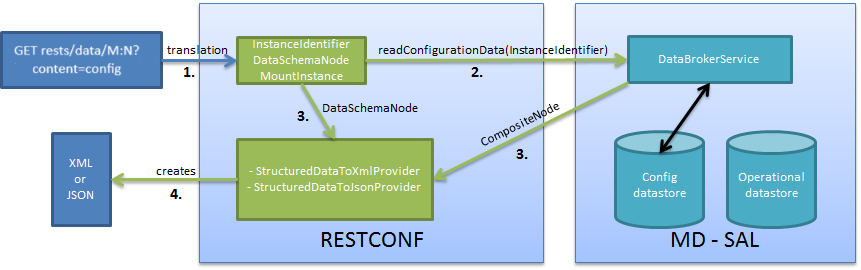 GET rests/data/M:N?
content=config
translation
1.
InstanceIdentifier
DataSchemaNode
MountInstance
readConfigurationData(InstanceIdentifier)
2.
DataBrokerService
3.
DataSchemaNode
CompositeNode
3.
XML
or
JSON
creates
4.
- StructuredDataToXmlProvider
- StructuredDataToJsonProvider
Config
datastore
Operational
datastore
RESTCONF
MD - SAL